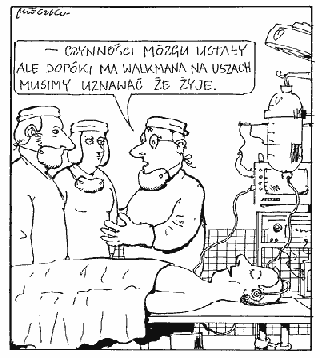 — CZYNNOŚCI MÓZGU USTAŁY
ALE DOPÓKI MA WALKMANA NA USZACH
MUSIMY UZNAWAĆ ŻE ŻYJE.